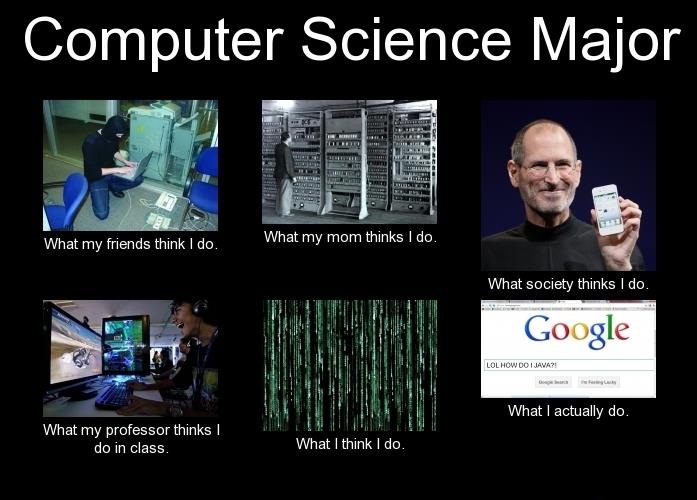 Computer Science Major
What my friends think I do.
What my mom thinks I do.
What society thinks I do.
What my professor thinks I
do in class.
What I think I do.
Google
LOL HOW DO I JAVA?!
Google Search
I'm Feeling Lucky
What I actually do.